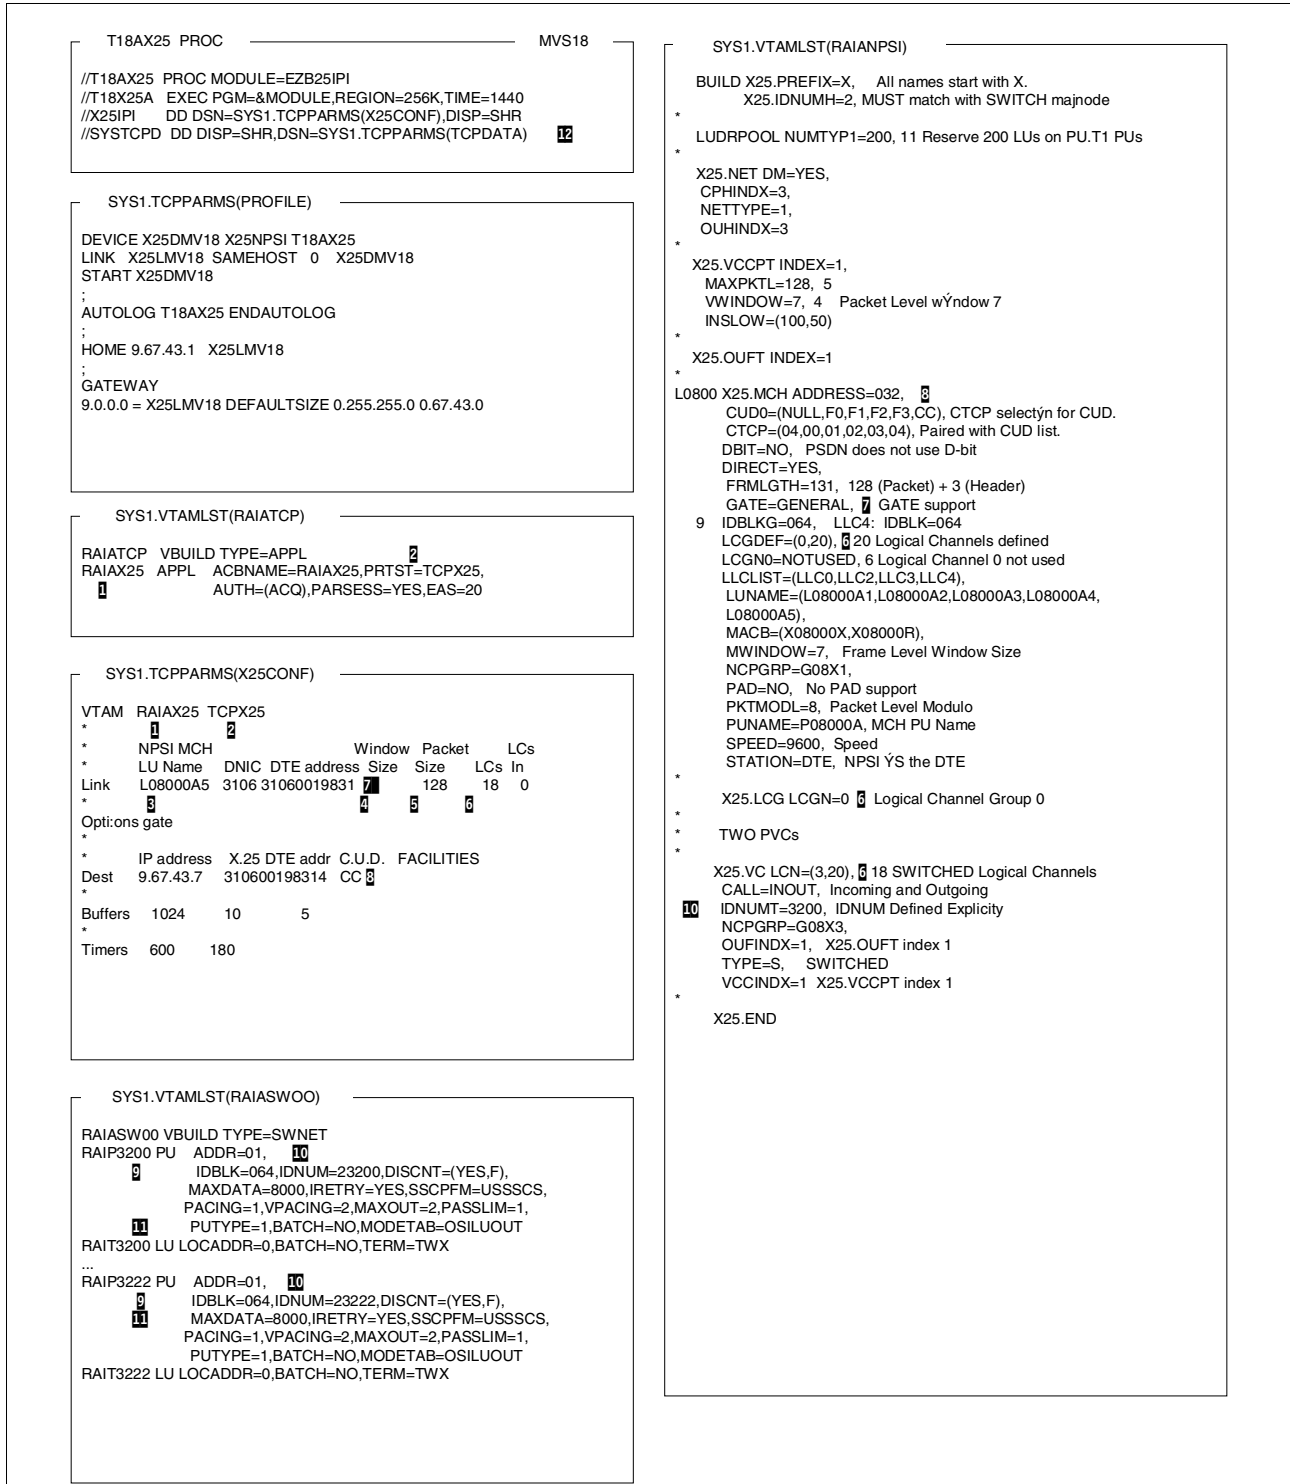 T18AX25 PROC MVS18
//T18AX25 PROC MODULE=EZB25IPI
//T18X25A EXEC PGM=&MODULE,REGION=256K,TIME=1440
//X25IPI DD DSN=SYS1.TCPPARMS(X25CONF),DISP=SHR
//SYSTCPD DD DISP=SHR,DSN=SYS1.TCPPARMS(TCPDATA) 12
SYS1.TCPPARMS(PROFILE)
DEVICE X25DMV18 X25NPSI T18AX25
LINK X25LMV18 SAMEHOST 0 X25DMV18
START X25DMV18
;
AUTOLOG T18AX25 ENDAUTOLOG
;
HOME 9.67.43.1 X25LMV18
;
GATEWAY
9.0.0.0 = X25LMV18 DEFAULTSIZE 0.255.255.0 0.67.43.0
SYS1.VTAMLST(RAIATCP)
RAIATCP VBUILD TYPE=APPL 2
RAIAX25 APPL ACBNAME=RAIAX25,PRTST=TCPX25,
1 AUTH=(ACQ),PARSESS=YES,EAS=20
SYS1.TCPPARMS(X25CONF)
VTAM RAIAX25 TCPX25
* 1 2
* NPSI MCH Window Packet LCs
* LU Name DNIC DTE address Size Size LCs In
Link L08000A5 3106 31060019831 7 128 18 0
* 3 4 5 6
Opti:ons gate
*
* IP address X.25 DTE addr C.U.D. FACILITIES
Dest 9.67.43.7 310600198314 CC 8
*
Buffers 1024 10 5
*
Timers 600 180
SYS1.VTAMLST(RAIASWOO)
RAIASW00 VBUILD TYPE=SWNET
RAIP3200 PU ADDR=01, 10
9 IDBLK=064,IDNUM=23200,DISCNT=(YES,F),
MAXDATA=8000,IRETRY=YES,SSCPFM=USSSCS,
PACING=1,VPACING=2,MAXOUT=2,PASSLIM=1,
11 PUTYPE=1,BATCH=NO,MODETAB=OSILUOUT
RAIT3200 LU LOCADDR=0,BATCH=NO,TERM=TWX
...
RAIP3222 PU ADDR=01, 10
9 IDBLK=064,IDNUM=23222,DISCNT=(YES,F),
11 MAXDATA=8000,IRETRY=YES,SSCPFM=USSSCS,
PACING=1,VPACING=2,MAXOUT=2,PASSLIM=1,
PUTYPE=1,BATCH=NO,MODETAB=OSILUOUT
RAIT3222 LU LOCADDR=0,BATCH=NO,TERM=TWX
SYS1.VTAMLST(RAIANPSI)
BUILD X25.PREFIX=X, All names start with X.
X25.IDNUMH=2, MUST match with SWITCH majnode
*
LUDRPOOL NUMTYP1=200, 11 Reserve 200 LUs on PU.T1 PUs
*
X25.NET DM=YES,
CPHINDX=3,
NETTYPE=1,
OUHINDX=3
*
X25.VCCPT INDEX=1,
MAXPKTL=128, 5
VWINDOW=7, 4 Packet Level wÝndow 7
INSLOW=(100,50)
*
X25.OUFT INDEX=1
*
L0800 X25.MCH ADDRESS=032, 8
CUD0=(NULL,F0,F1,F2,F3,CC), CTCP selectýn for CUD.
CTCP=(04,00,01,02,03,04), Paired with CUD list.
DBIT=NO, PSDN does not use D-bit
DIRECT=YES,
FRMLGTH=131, 128 (Packet) + 3 (Header)
GATE=GENERAL, 7 GATE support
9 IDBLKG=064, LLC4: IDBLK=064
LCGDEF=(0,20), 6 20 Logical Channels defined
LCGN0=NOTUSED, 6 Logical Channel 0 not used
LLCLIST=(LLC0,LLC2,LLC3,LLC4),
LUNAME=(L08000A1,L08000A2,L08000A3,L08000A4,
L08000A5),
MACB=(X08000X,X08000R),
MWINDOW=7, Frame Level Window Size
NCPGRP=G08X1,
PAD=NO, No PAD support
PKTMODL=8, Packet Level Modulo
PUNAME=P08000A, MCH PU Name
SPEED=9600, Speed
STATION=DTE, NPSI ÝS the DTE
*
X25.LCG LCGN=0 6 Logical Channel Group 0
*
* TWO PVCs
*
X25.VC LCN=(3,20), 6 18 SWITCHED Logical Channels
CALL=INOUT, Incoming and Outgoing
10 IDNUMT=3200, IDNUM Defined Explicity
NCPGRP=G08X3,
OUFINDX=1, X25.OUFT index 1
TYPE=S, SWITCHED
VCCINDX=1 X25.VCCPT index 1
*
X25.END